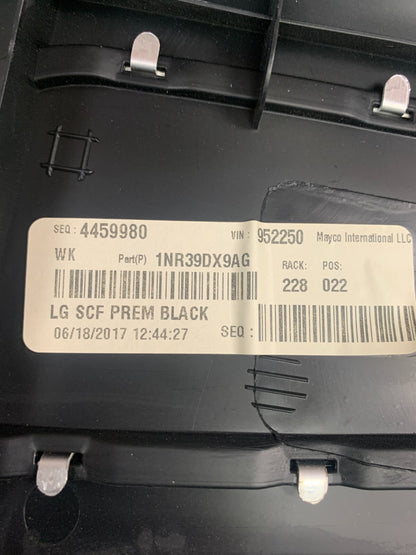 SEQ : 4459980 VIN : 952250 Mayco International LLC
WK Part(P) 1NR39DX9AG RACK: POS:
228 022
LG SCF PREM BLACK
06/18/2017 12:44:27 SEQ :